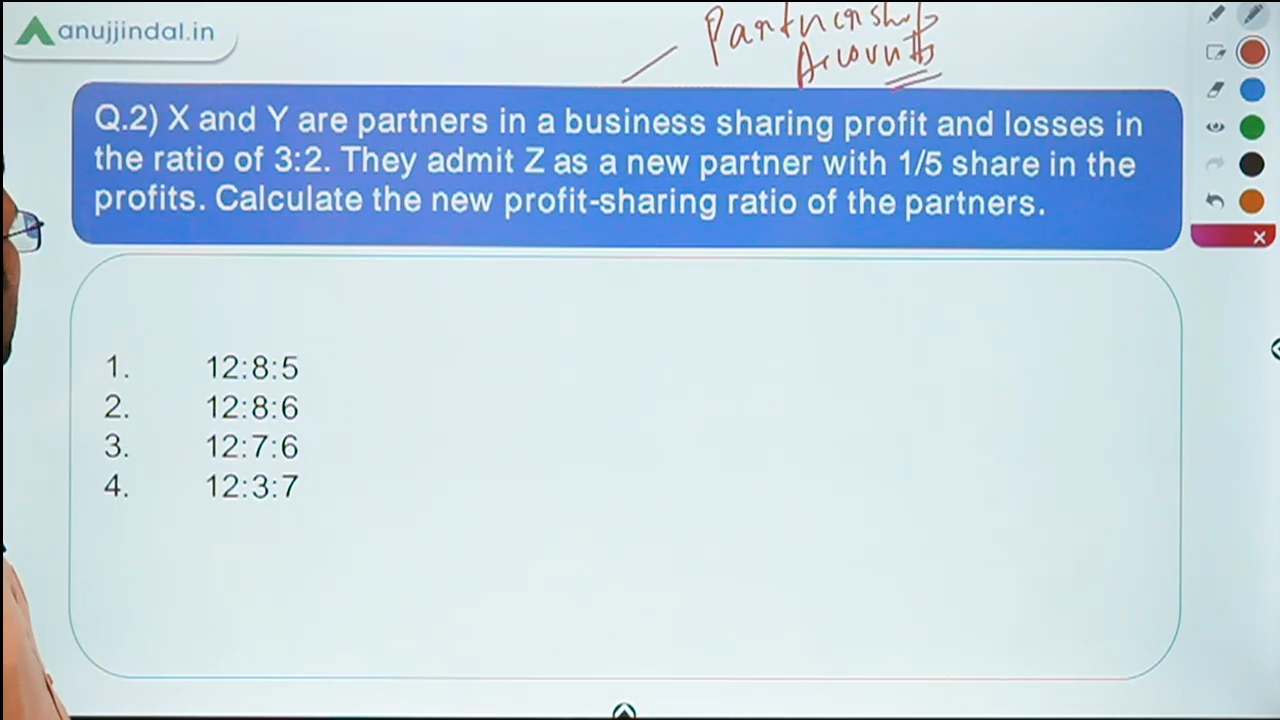 anujjindal.in
Partnership
Accounts
Q.2) X and Y are partners in a business sharing profit and losses in
the ratio of 3:2. They admit Z as a new partner with 1/5 share in the
profits. Calculate the new profit-sharing ratio of the partners.
1. 12:8:5
2. 12:8:6
3. 12:7:6
4. 12:3:7